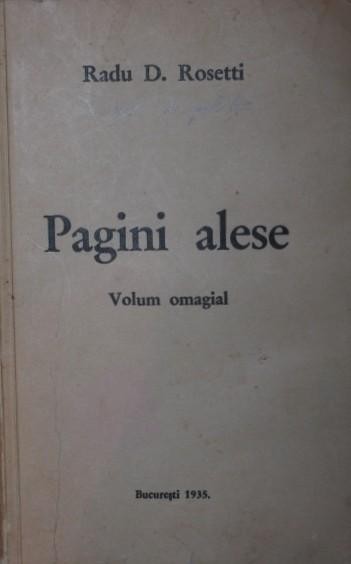 Radu D. Rosetti
Pagini alese
Volum omagial
București 1935.